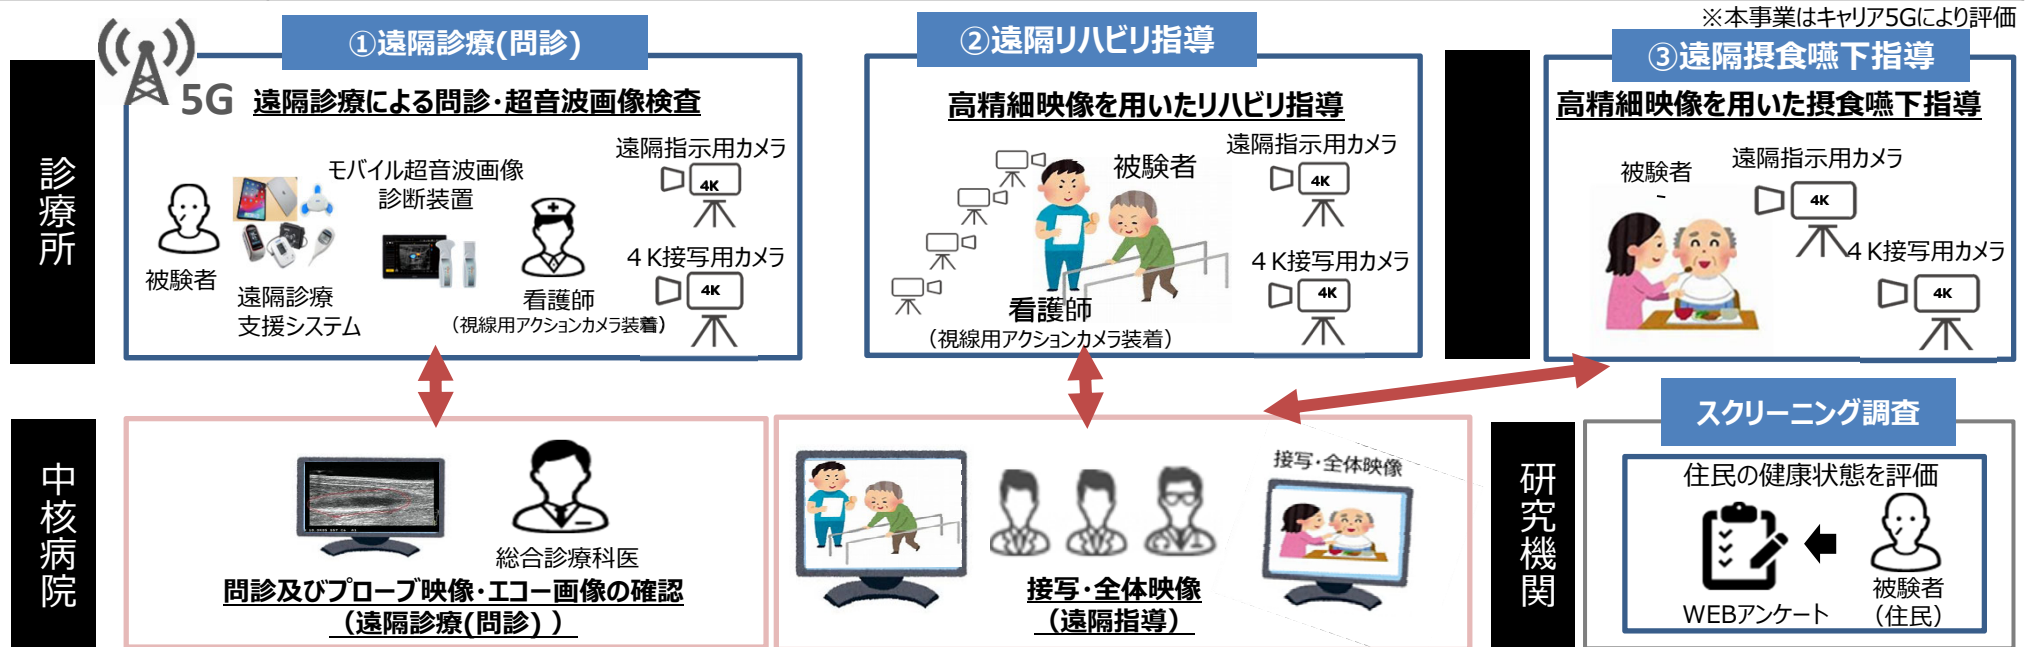 ※本事業はキャリア5Gにより評価
診療所
5G
①遠隔診療(問診)
遠隔診療による問診・超音波画像検査
被験者
遠隔診療
支援システム
モバイル超音波画像
診断装置
看護師
（視線用アクションカメラ装着）
遠隔指示用カメラ
4K
４K接写用カメラ
4K
②遠隔リハビリ指導
高精細映像を用いたリハビリ指導
被験者
看護師
（視線用アクションカメラ装着）
遠隔指示用カメラ
4K
４K接写用カメラ
4K
③遠隔摂食嚥下指導
高精細映像を用いた摂食嚥下指導
被験者
遠隔指示用カメラ
4K
４K接写用カメラ
4K
中核病院
総合診療科医
問診及びプローブ映像・エコー画像の確認
（遠隔診療(問診) ）
接写・全体映像
（遠隔指導）
接写・全体映像
研究機関
スクリーニング調査
住民の健康状態を評価
WEBアンケート
被験者
（住民）